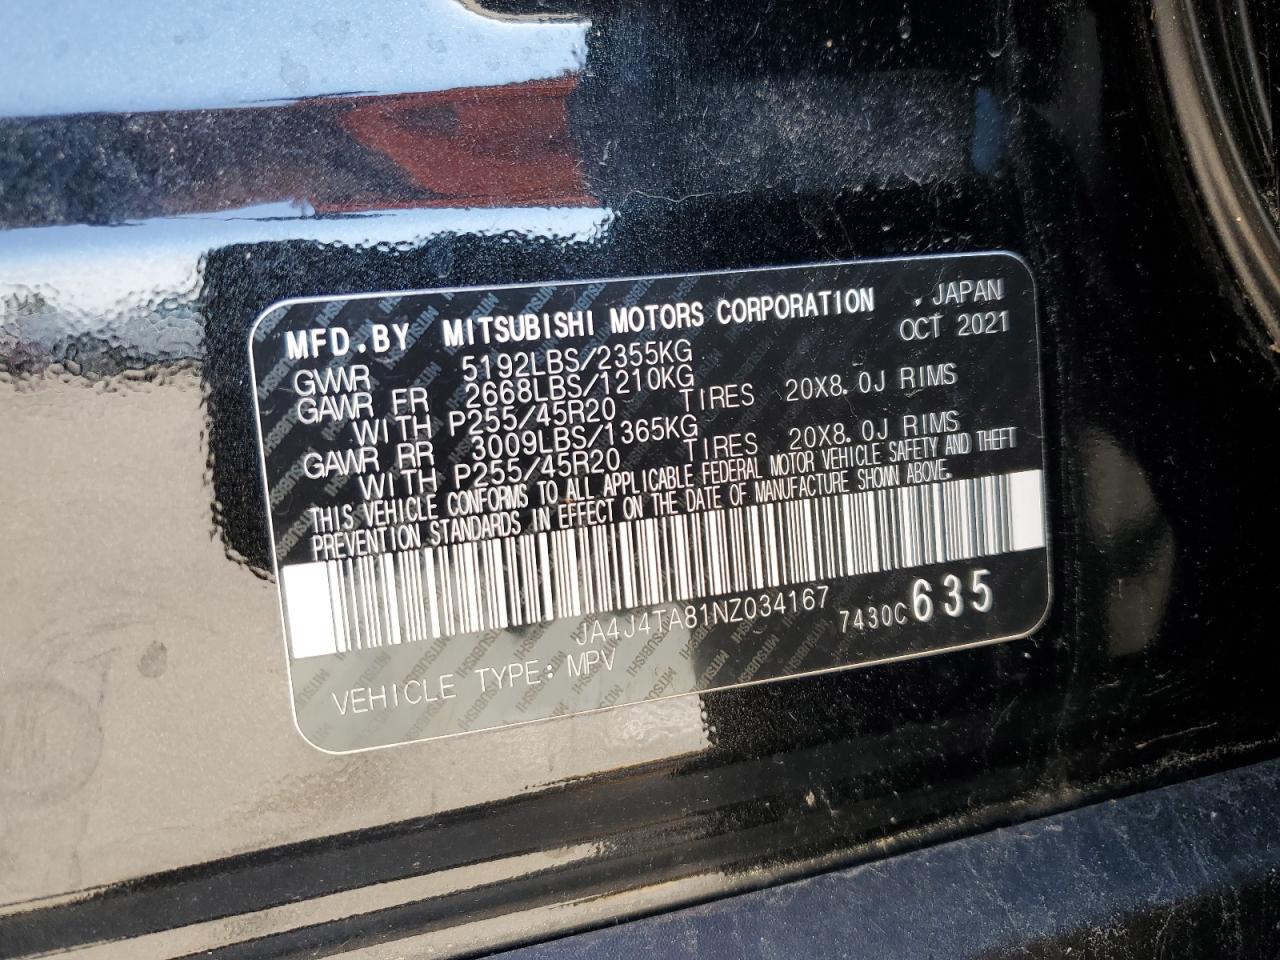 MFD.BY MITSUBISHI MOTORS CORPORATION , JAPAN
GVWR 5192LBS/2355KG OCT 2021
GAWR FR 2668LBS/1210KG
WITH P255/45R20 TIRES 20X8.0J RIMS
GAWR RR 3009LBS/1365KG
WITH P255/45R20 TIRES 20X8.0J RIMS
THIS VEHICLE CONFORMS TO ALL APPLICABLE FEDERAL MOTOR VEHICLE SAFETY AND THEFT
PREVENTION STANDARDS IN EFFECT ON THE DATE OF MANUFACTURE SHOWN ABOVE.
JA4J4TA81NZ034167 7430C 635
VEHICLE TYPE: MPV